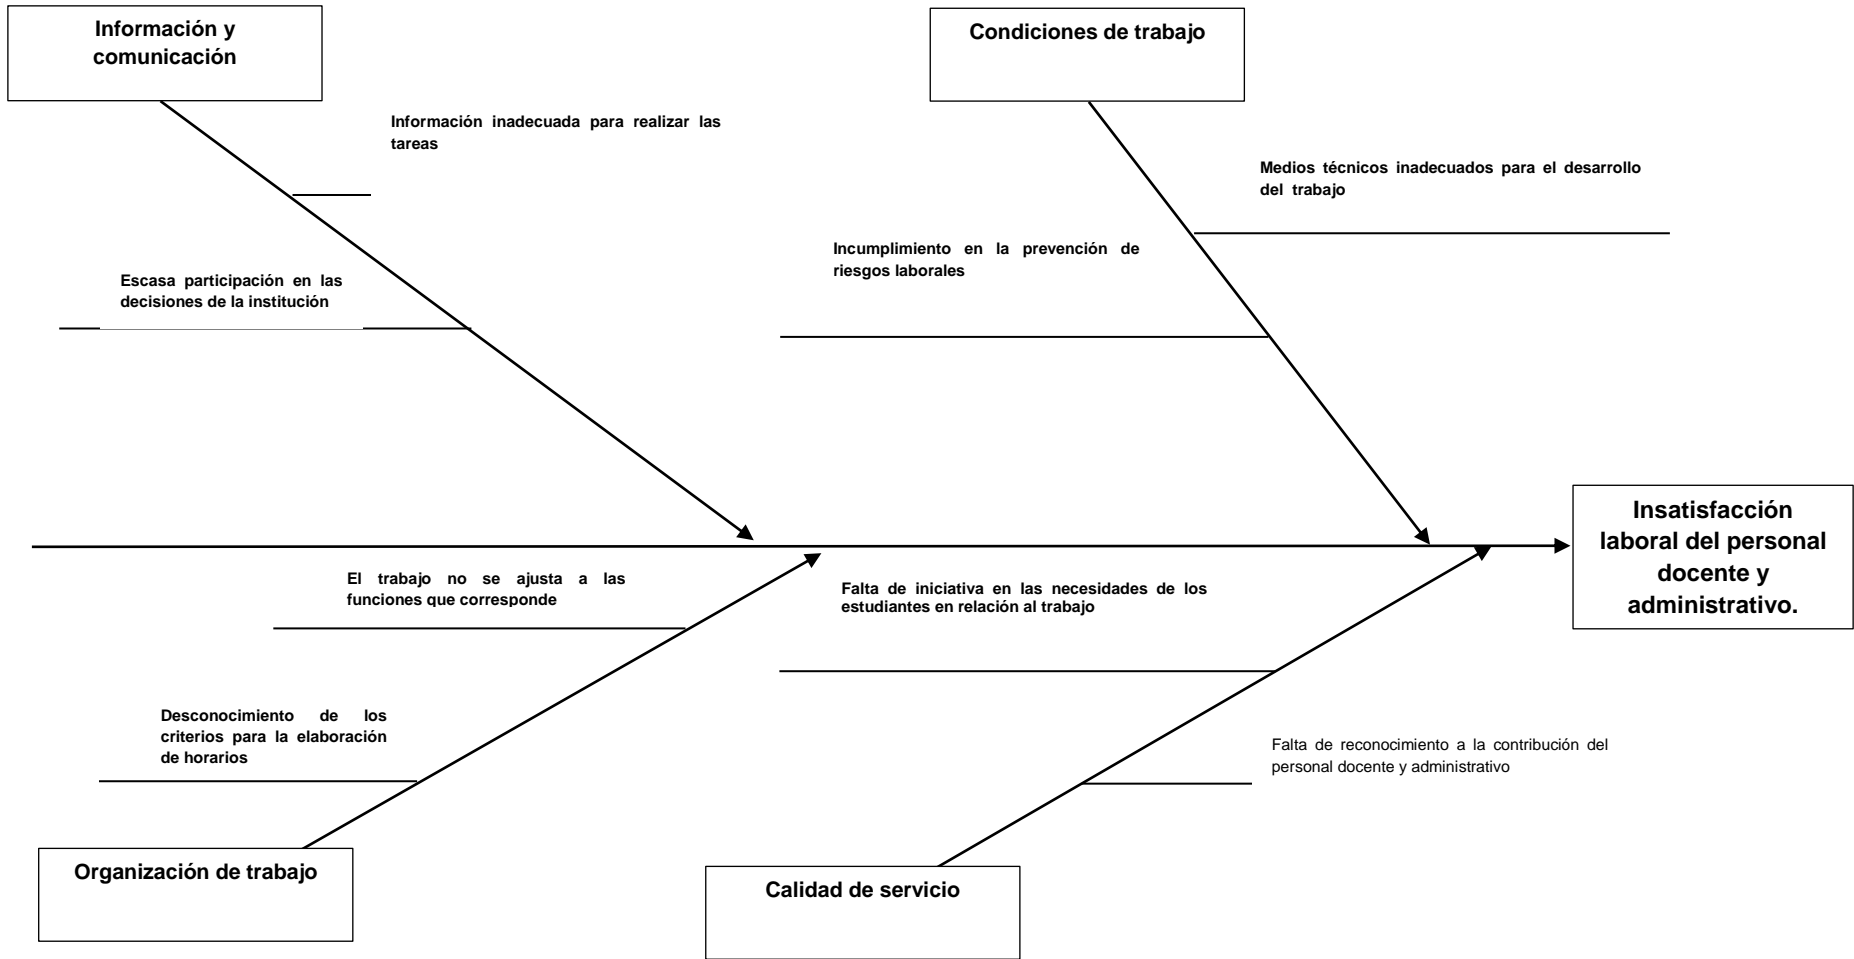 Información y
comunicación
Condiciones de trabajo
Información inadecuada para realizar las
tareas
Medios técnicos inadecuados para el desarrollo
del trabajo
Incumplimiento en la prevención de
riesgos laborales
Escasa participación en las
decisiones de la institución
Insatisfacción
laboral del personal
docente y
administrativo.
El trabajo no se ajusta a las
funciones que corresponde
Falta de iniciativa en las necesidades de los
estudiantes en relación al trabajo
Desconocimiento de los
criterios para la elaboración
de horarios
Falta de reconocimiento a la contribución del
personal docente y administrativo
Organización de trabajo
Calidad de servicio